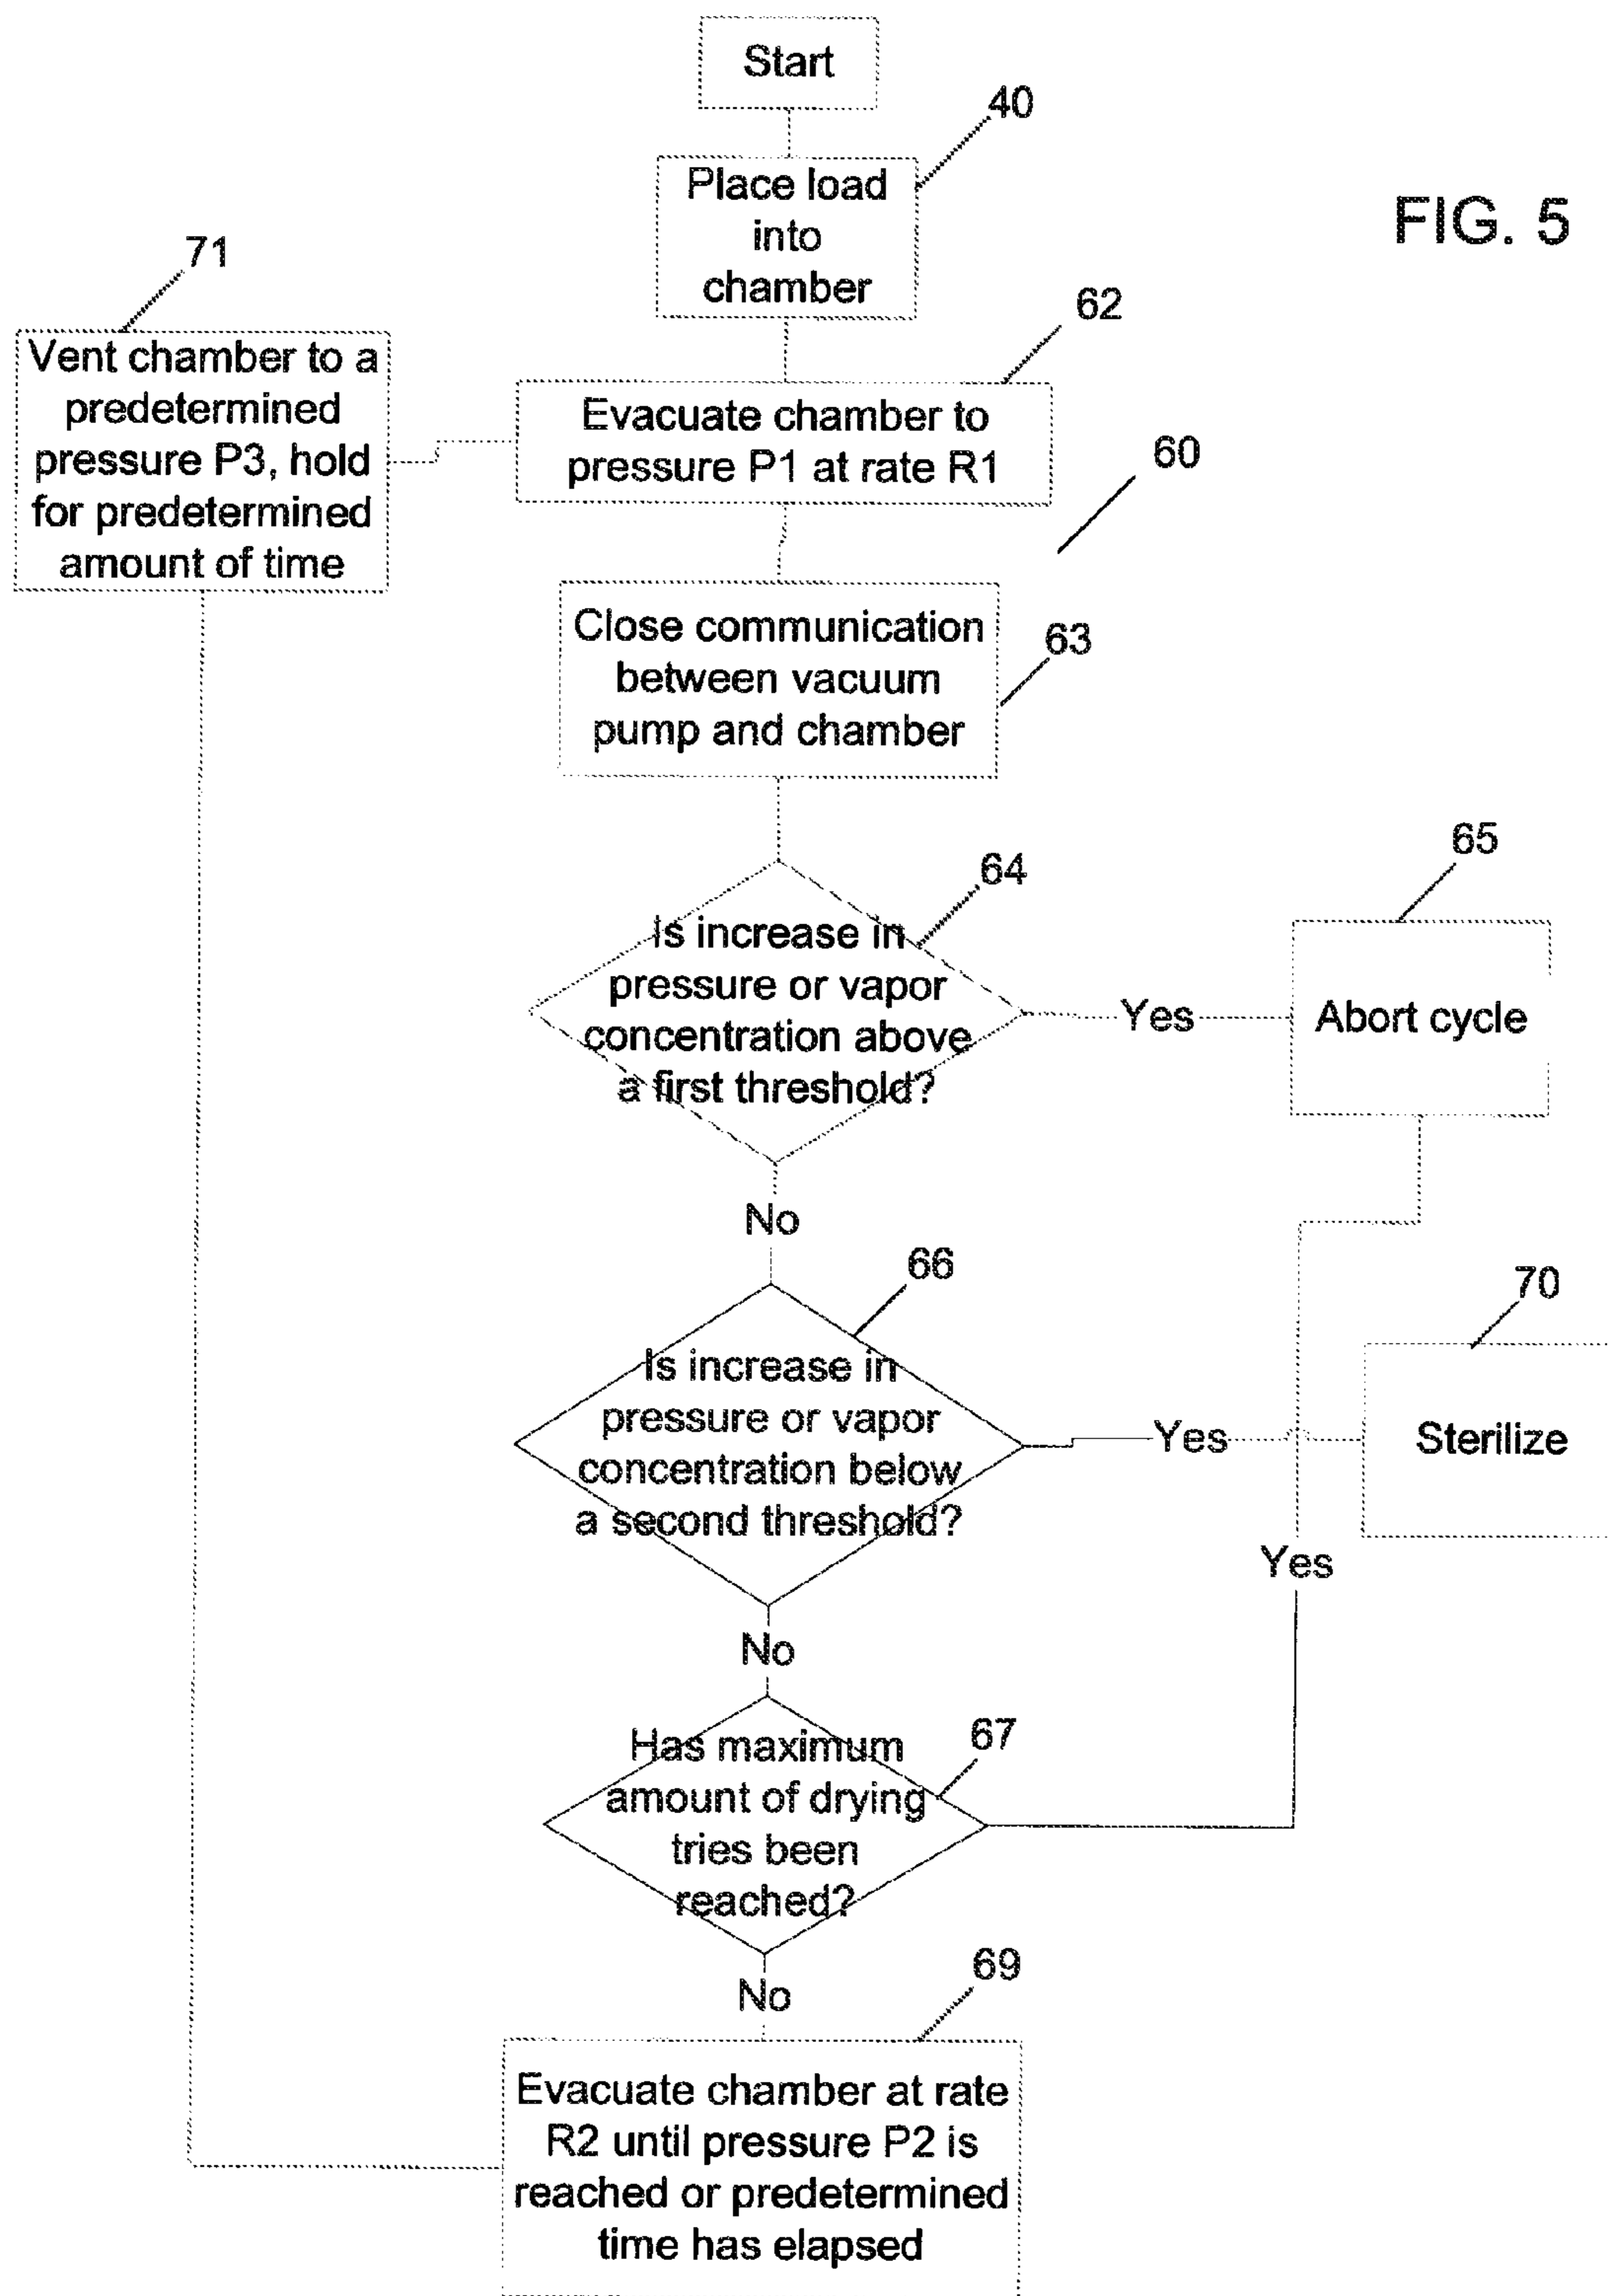 Start
40
Place load
into
chamber
FIG. 5
71
Vent chamber to a
predetermined
pressure P3, hold
for predetermined
amount of time
62
Evacuate chamber to
pressure P1 at rate R1
60
Close communication
between vacuum
pump and chamber
63
64
Is increase in
pressure or vapor
concentration above
a first threshold?
Yes
65
Abort cycle
No
66
Is increase in
pressure or vapor
concentration below
a second threshold?
Yes
70
Sterilize
Yes
No
67
Has maximum
amount of drying
tries been
reached?
No
69
Evacuate chamber at rate
R2 until pressure P2 is
reached or predetermined
time has elapsed